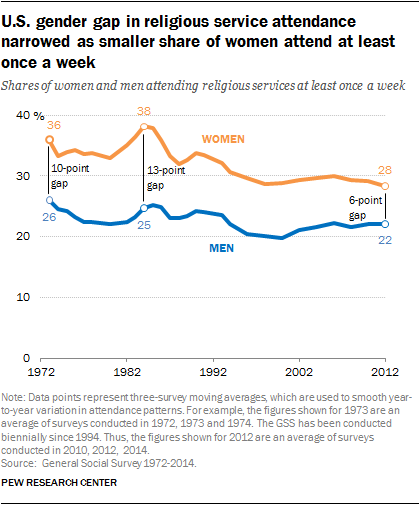 U.S. gender gap in religious service attendance
narrowed as smaller share of women attend at least
once a week
Shares of women and men attending religious services at least once a week
40 %
38
36
WOMEN
10-point
gap
13-point
gap
30
28
6-point
gap
26
25
22
20
MEN
10
0
1972
1982
1992
2002
2012
Note: Data points represent three-survey moving averages, which are used to smooth year-
to-year variation in attendance patterns. For example, the figures shown for 1973 are an
average of surveys conducted in 1972, 1973 and 1974. The GSS has been conducted
biennially since 1994. Thus, the figures shown for 2012 are an average of surveys
conducted in 2010, 2012, 2014.
Source: General Social Survey 1972-2014.
PEW RESEARCH CENTER